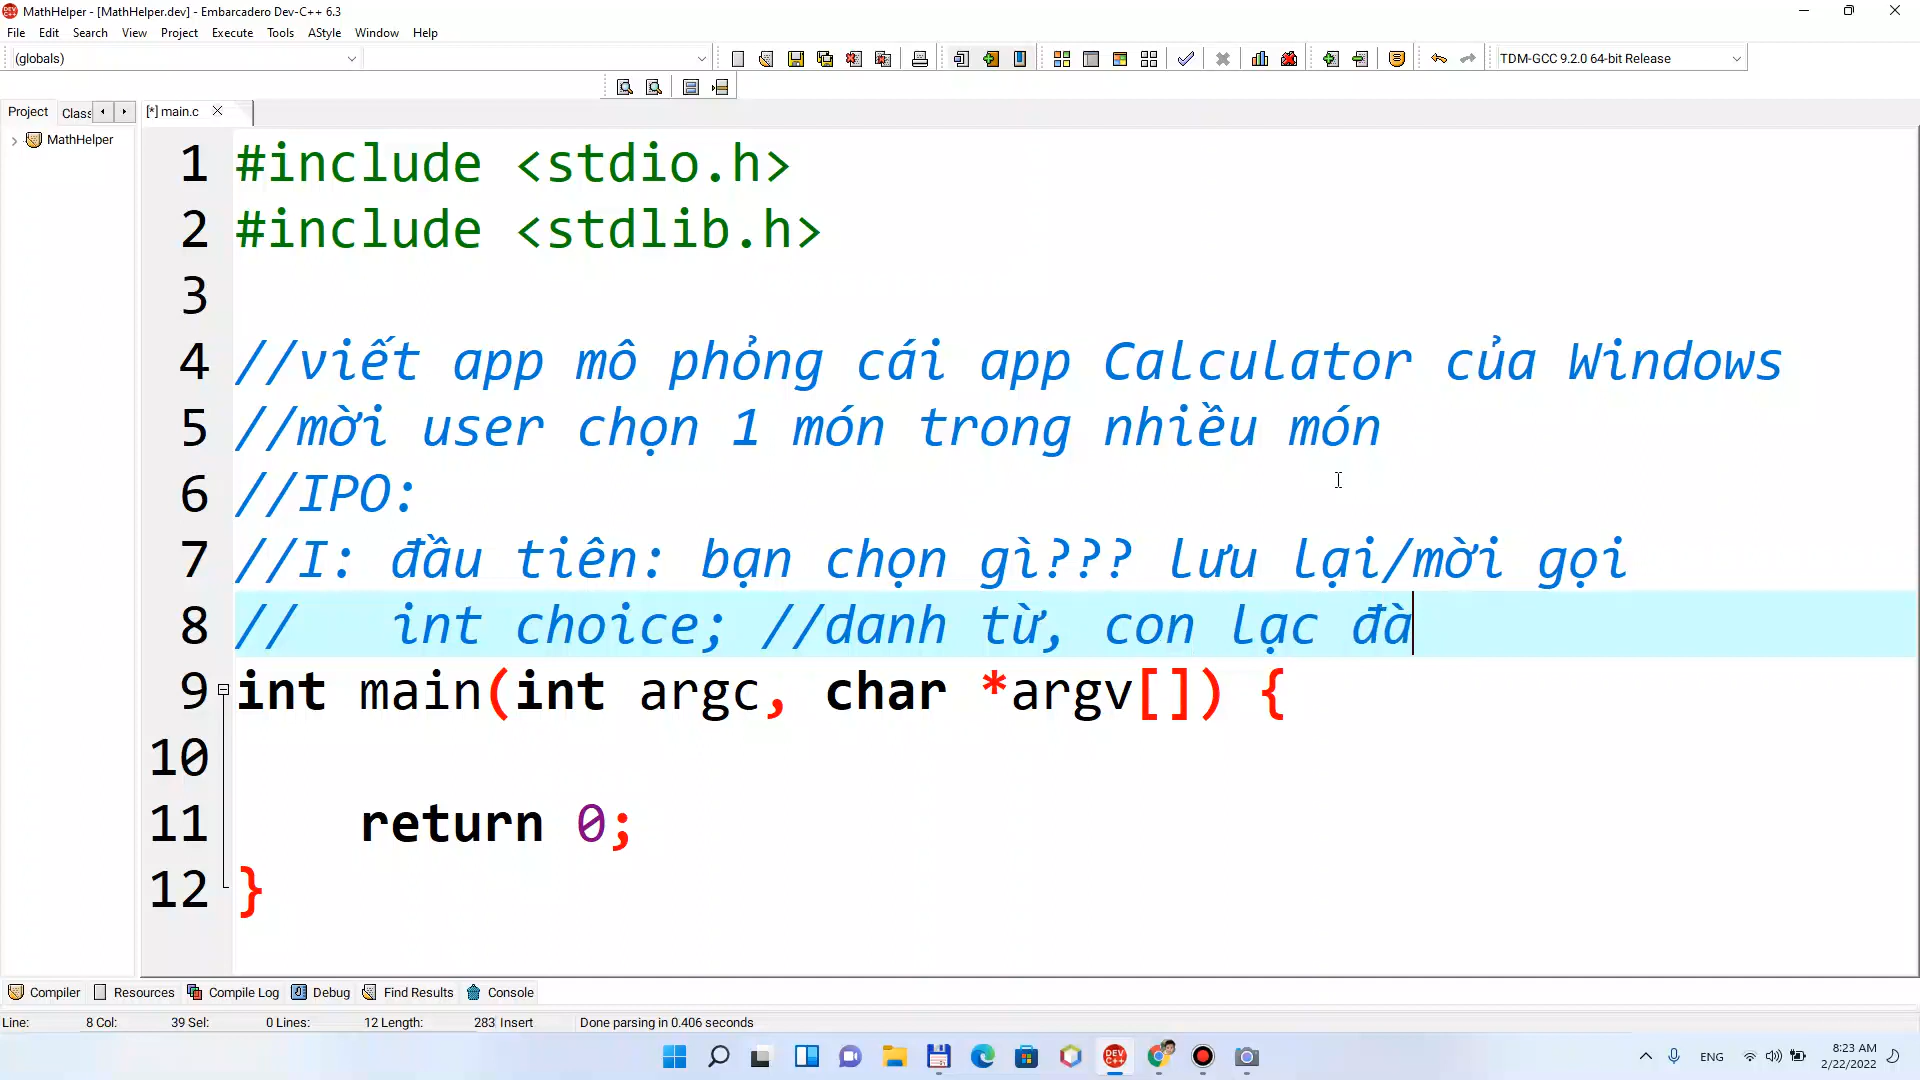 MathHelper - [MathHelper.dev] - Embarcadero Dev-C++ 6.3
File Edit Search View Project Execute Tools AStyle Window Help
(globals)
TDM-GCC 9.2.0 64-bit Release
Project Class
[*] main.c
MathHelper
1 #include <stdio.h>
2 #include <stdlib.h>
3
4 //viết app mô phỏng cái app Calculator của Windows
5 //mời user chọn 1 món trong nhiều món
6 //IPO:
7 //I: đầu tiên: bạn chọn gì??? lưu lại/mời gọi
8 //   int choice; //danh từ, con lạc đà
9 int main(int argc, char *argv[]) {
10
11     return 0;
12 }
Compiler Resources Compile Log Debug Find Results Console
Line: 8 Col: 39 Sel: 0 Lines: 12 Length: 283 Insert Done parsing in 0.406 seconds
DEV C++
ENG
8:23 AM
2/22/2022